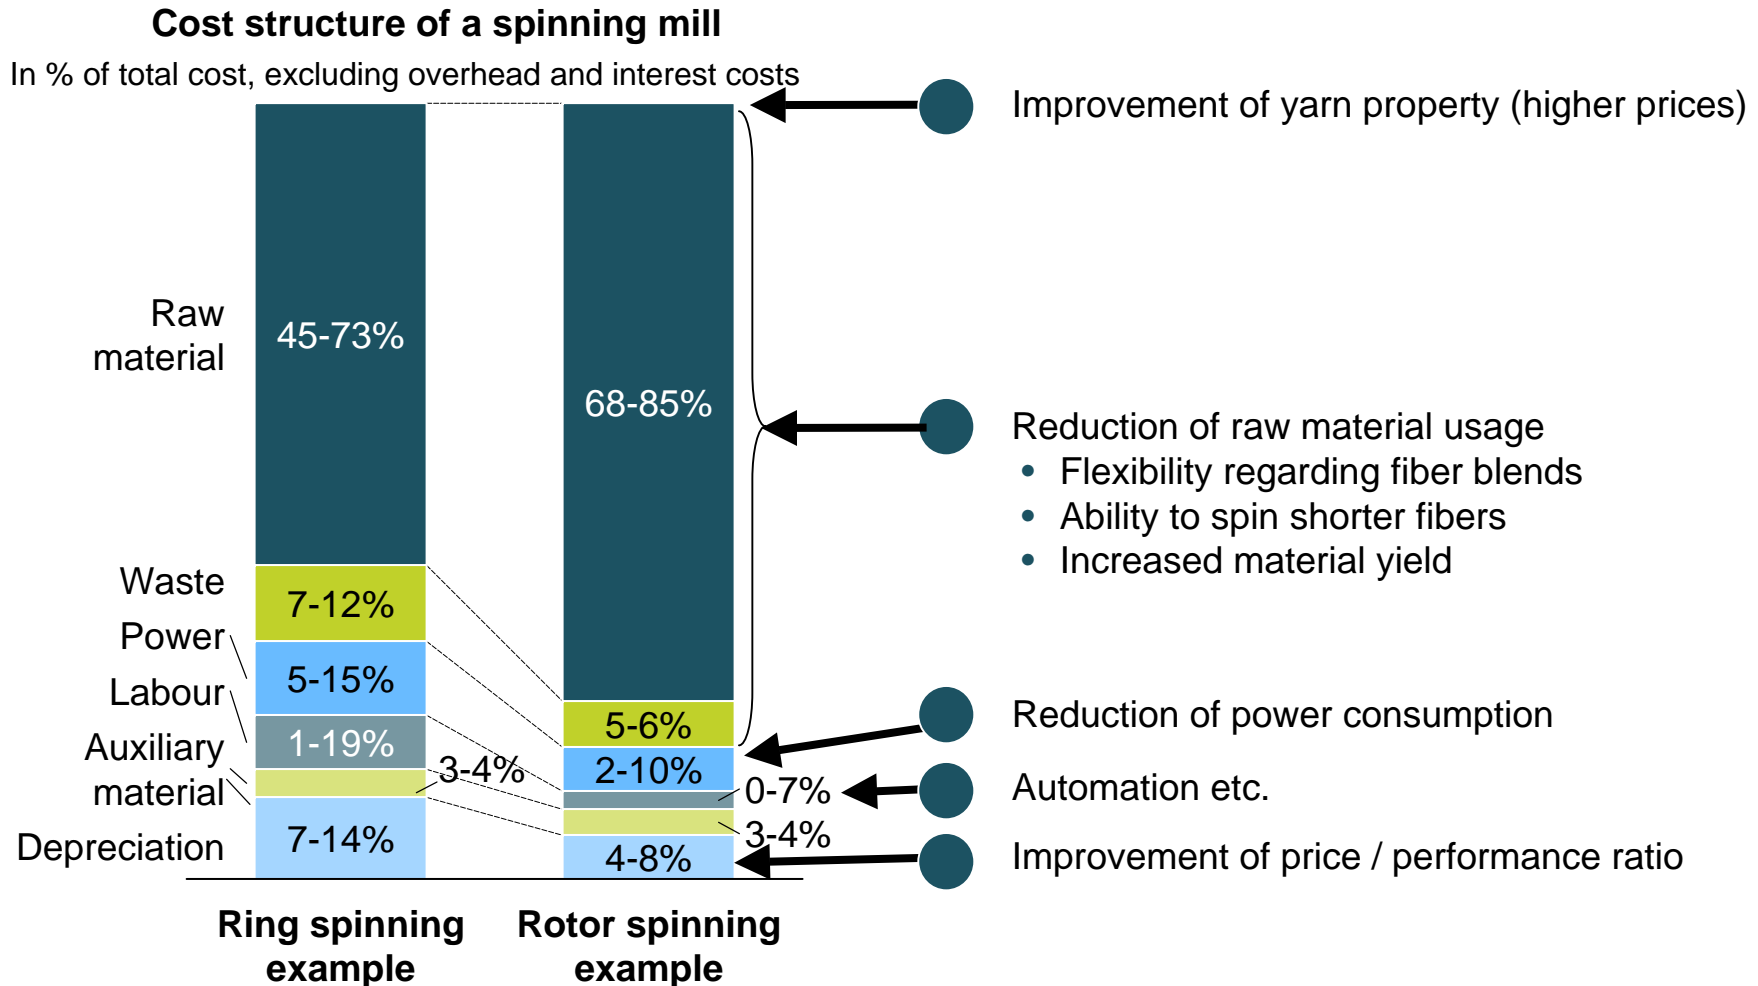 Cost structure of a spinning mill
In % of total cost, excluding overhead and interest costs
Raw
material
Waste
Power
Labour
Auxiliary
material
Depreciation
45-73%
7-12%
5-15%
1-19%
3-4%
7-14%
68-85%
5-6%
2-10%
0-7%
3-4%
4-8%
Ring spinning
example
Rotor spinning
example
Improvement of yarn property (higher prices)
Reduction of raw material usage
• Flexibility regarding fiber blends
• Ability to spin shorter fibers
• Increased material yield
Reduction of power consumption
Automation etc.
Improvement of price / performance ratio